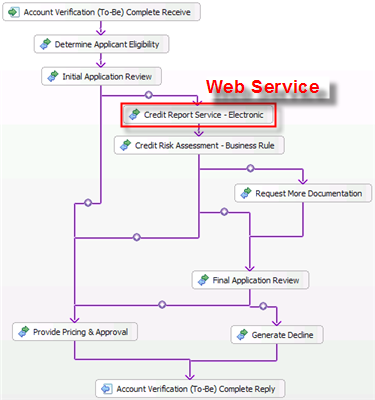 Account Verification (To-Be) Complete Receive
Determine Applicant Eligibility
Initial Application Review
Web Service
Credit Report Service - Electronic
Credit Risk Assessment - Business Rule
Request More Documentation
Final Application Review
Provide Pricing & Approval
Generate Decline
Account Verification (To-Be) Complete Reply